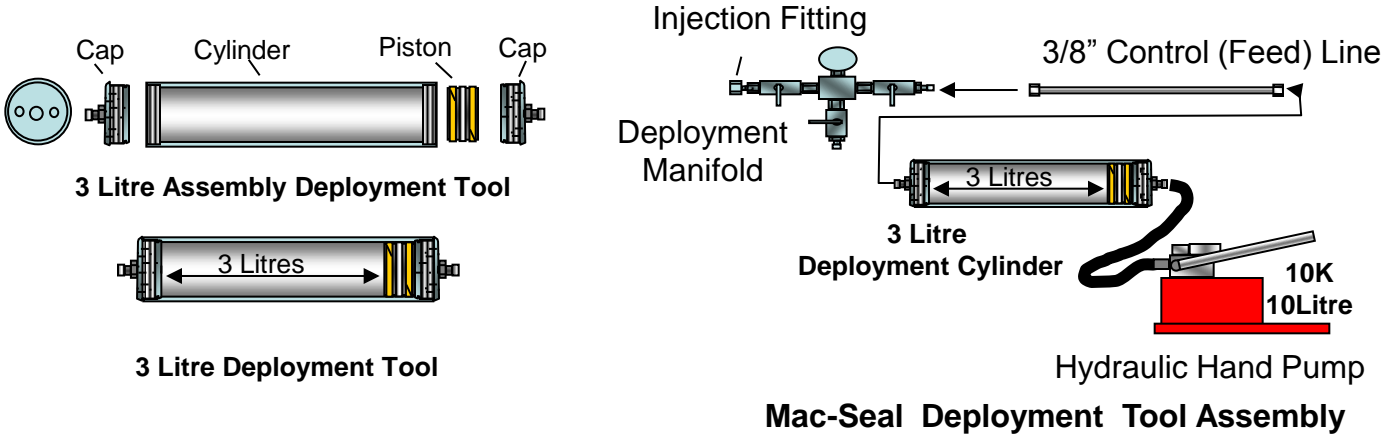 Cap
Cylinder
Piston
Cap
3 Litre Assembly Deployment Tool
3 Litres
3 Litre Deployment Tool
Injection Fitting
3/8” Control (Feed) Line
Deployment
Manifold
3 Litres
3 Litre
Deployment Cylinder
10K
10Litre
Hydraulic Hand Pump
Mac-Seal Deployment Tool Assembly